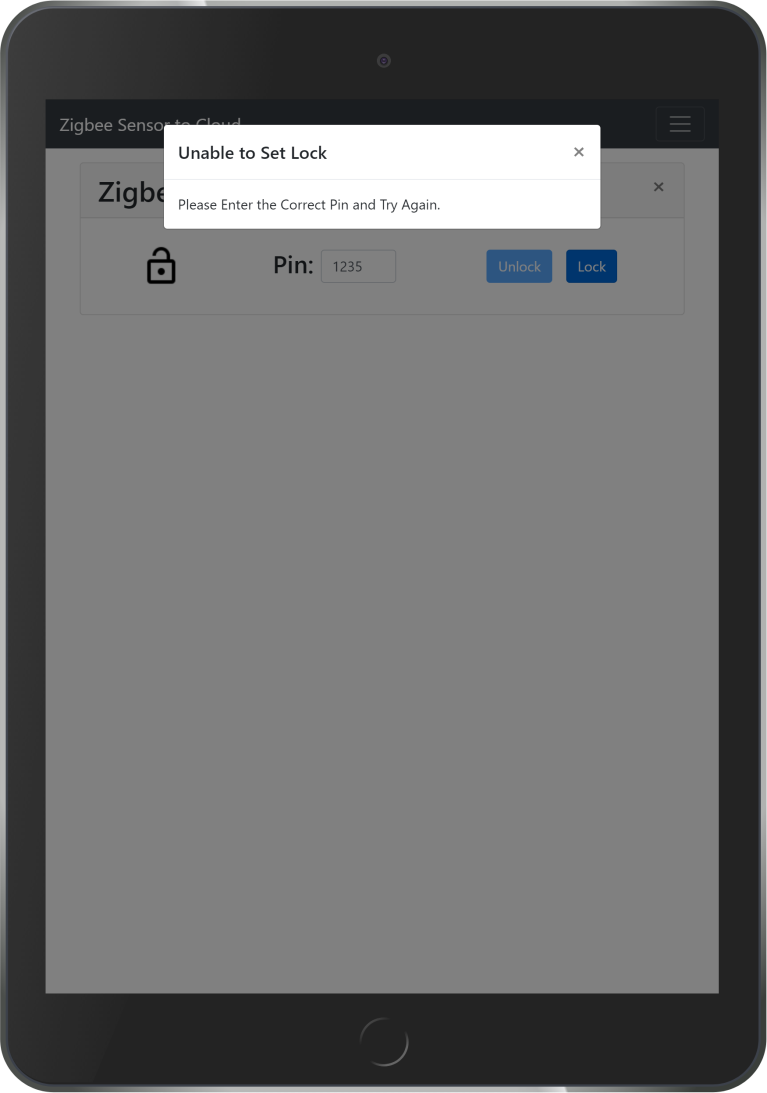 Zigbee Sensor to Cloud
Unable to Set Lock ×
Please Enter the Correct Pin and Try Again.
×
Pin: 1235 Unlock Lock